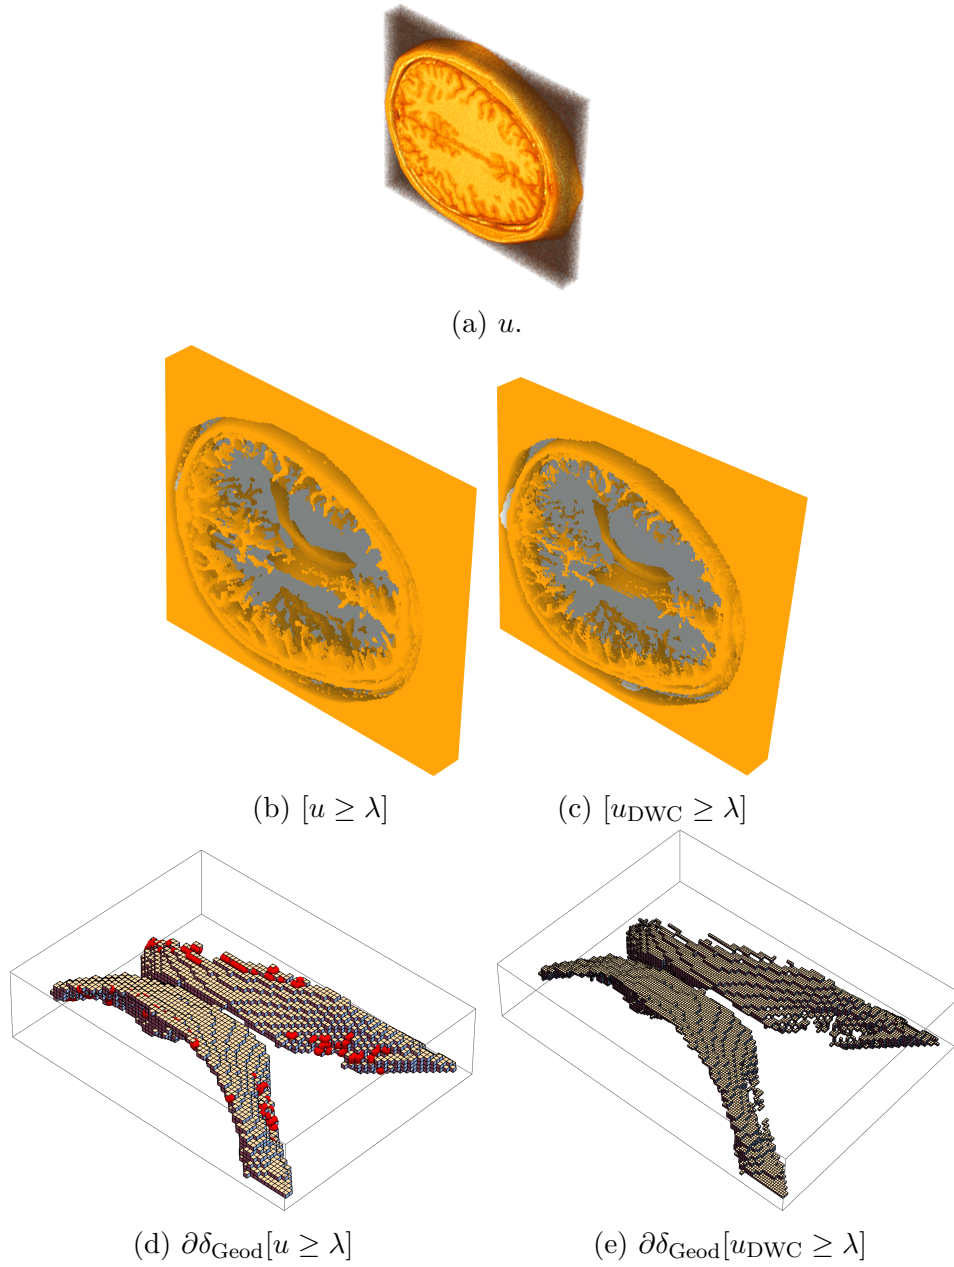 (a) u.
(b) [u ≥ λ]
(c) [u_DWC ≥ λ]
(d) ∂δ_Geod[u ≥ λ]
(e) ∂δ_Geod[u_DWC ≥ λ]